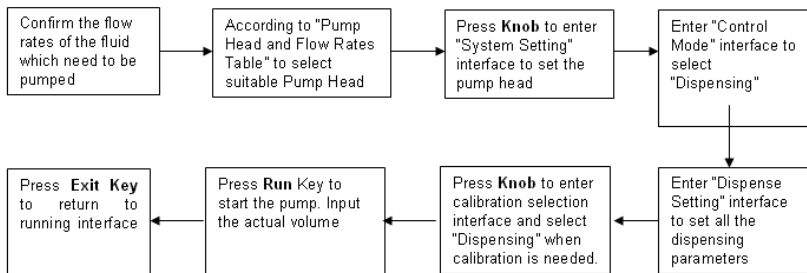 Confirm the flow
rates of the fluid
which need to be
pumped
According to "Pump
Head and Flow Rates
Table" to select
suitable Pump Head
Press Knob to enter
"System Setting"
interface to set the
pump head
Enter "Control
Mode" interface to
select
"Dispensing"
Enter "Dispense
Setting" interface
to set all the
dispensing
parameters
Press Knob to enter
calibration selection
interface and select
"Dispensing" when
calibration is needed.
Press Run Key to
start the pump. Input
the actual volume
Press Exit Key
to return to
running interface